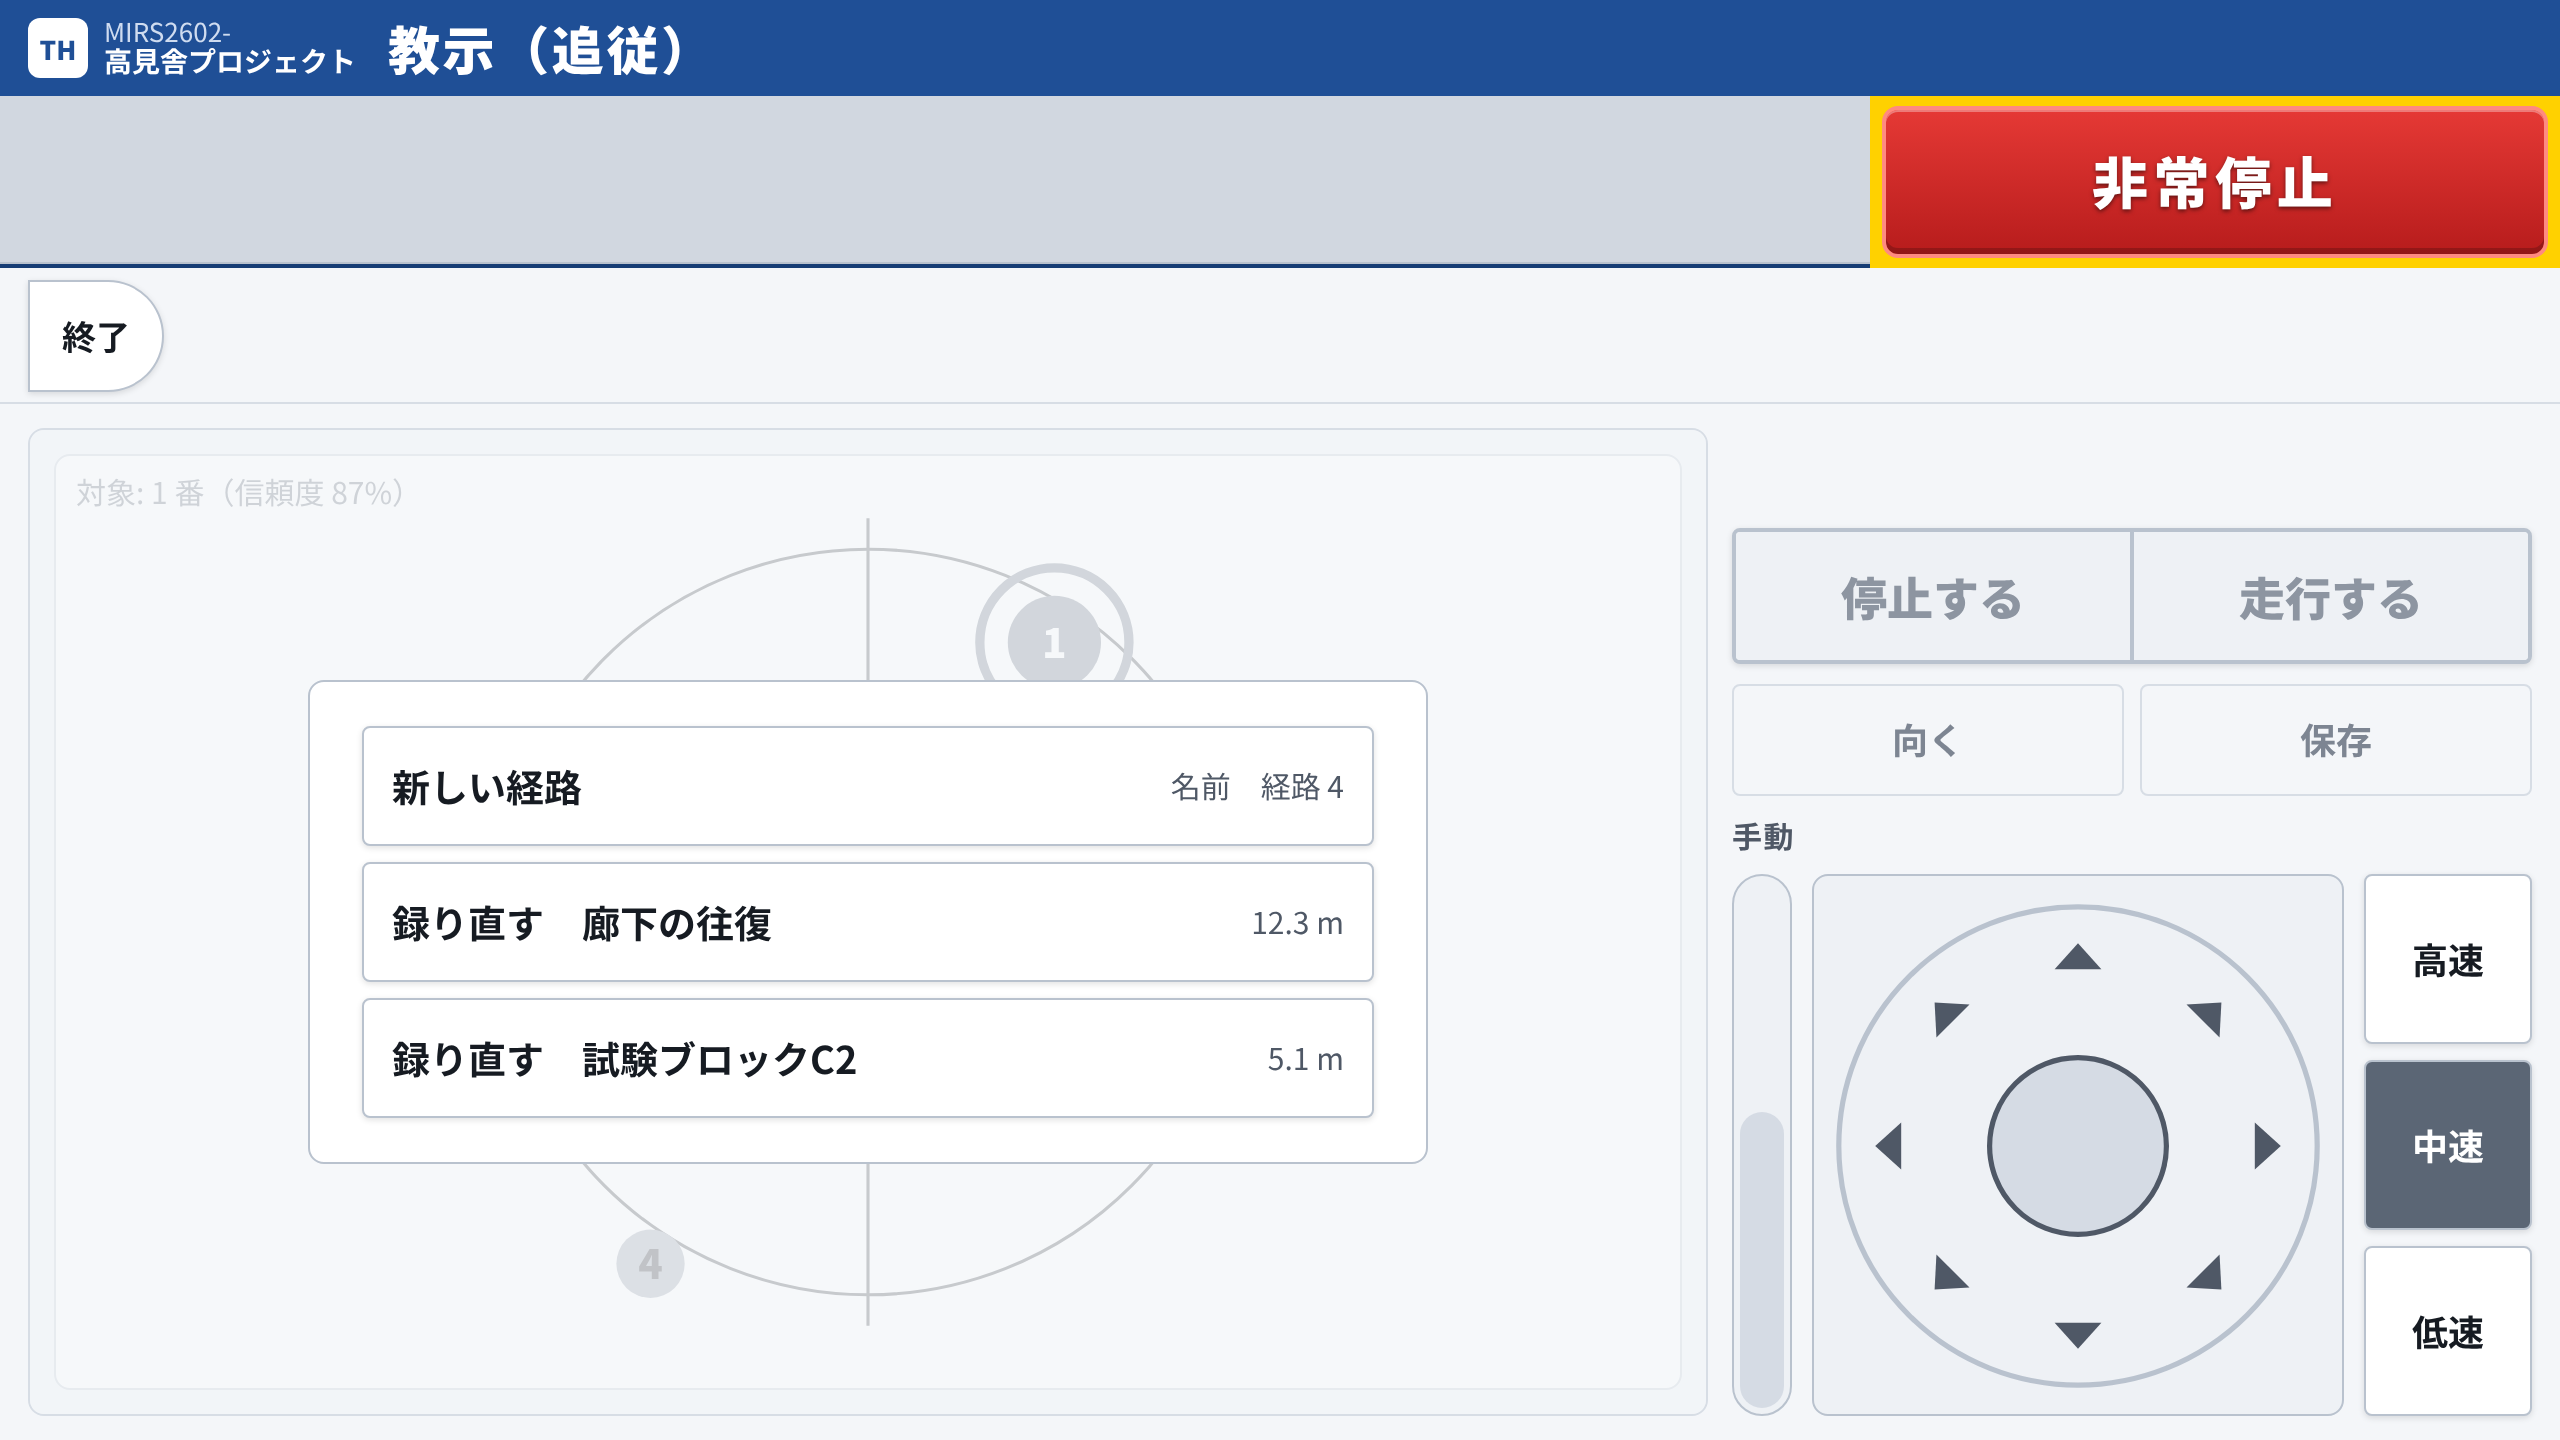 TH
MIRS2602-
高見舎プロジェクト
教示（追従）
非常停止
終了
対象: 1 番（信頼度 87%）
1
停止する
走行する
新しい経路
名前　経路 4
向く
保存
手動
録り直す　廊下の往復
12.3 m
高速
録り直す　試験ブロックC2
5.1 m
中速
4
低速